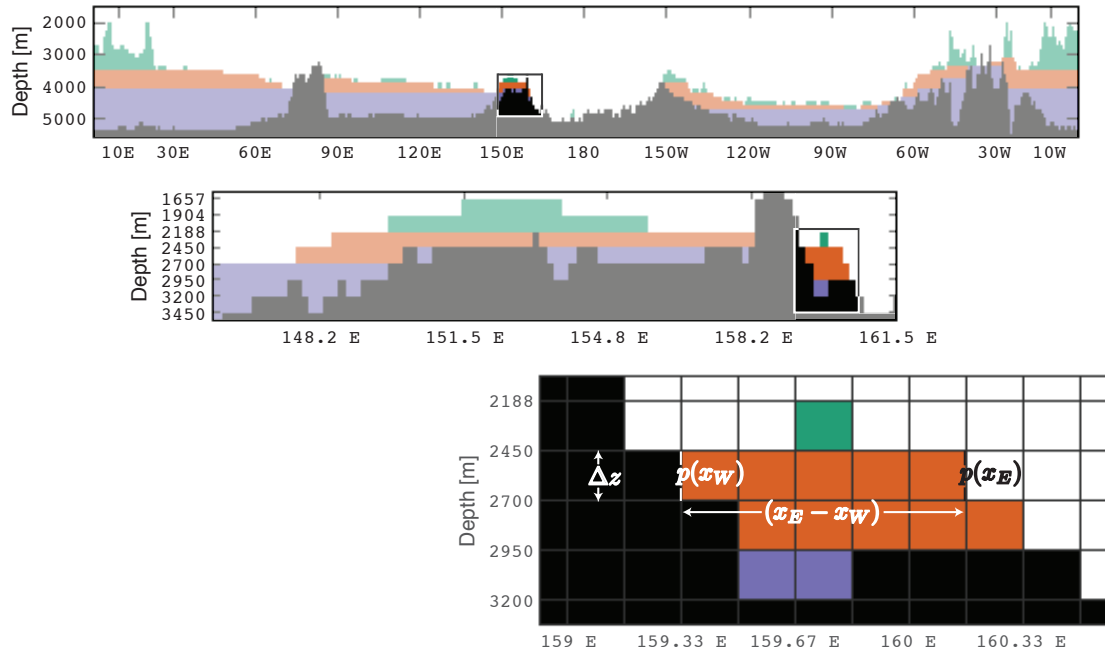 Depth [m]
2000
3000
4000
5000
10E 30E 60E 90E 120E 150E 180 150W 120W 90W 60W 30W 10W
Depth [m]
1657
1904
2188
2450
2700
2950
3200
3450
148.2 E 151.5 E 154.8 E 158.2 E 161.5 E
Depth [m]
2188
2450
Δz p(x_W) p(x_E)
2700
(x_E − x_W)
2950
3200
159 E 159.33 E 159.67 E 160 E 160.33 E